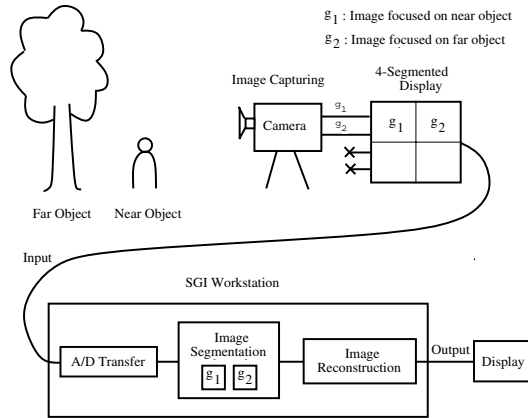 g1 : Image focused on near object
g2 : Image focused on far object
Image Capturing
4-Segmented
Display
Camera
g1
g2
g1
g2
Far Object
Near Object
Input
SGI Workstation
A/D Transfer
Image
Segmentation
g1
g2
Image
Reconstruction
Output
Display